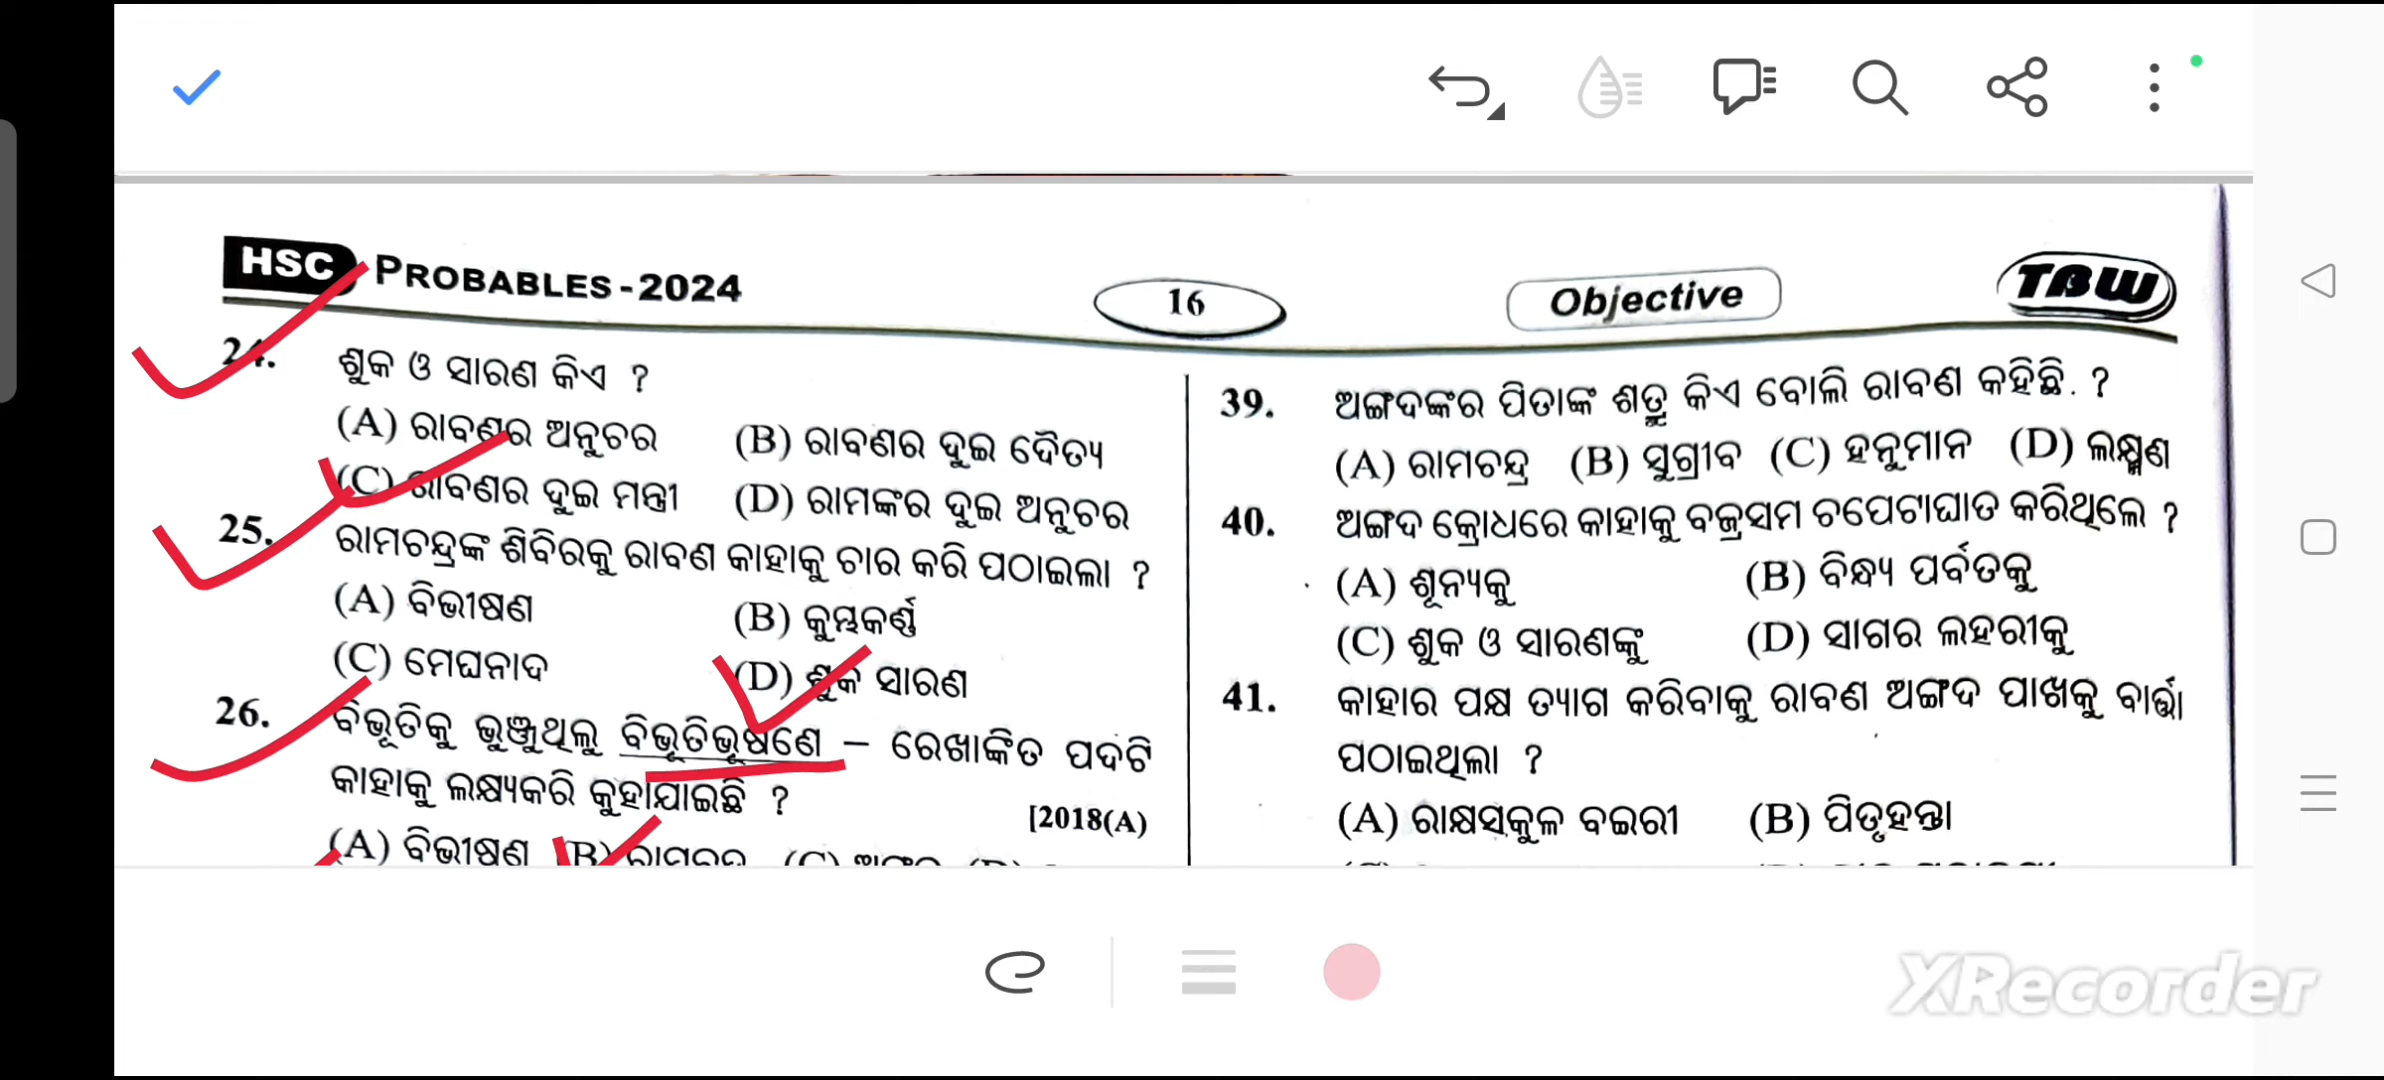 HSC PROBABLES-2024
16
Objective
TBW
24. ଶୁକ ଓ ସାରଣ କିଏ ?
(A) ରାବଣର ଅନୁଚର (B) ରାବଣର ଦୁଇ ଦୈତ୍ୟ
(C) ରାବଣର ଦୁଇ ମନ୍ତ୍ରୀ (D) ରାମଙ୍କର ଦୁଇ ଅନୁଚର
25. ରାମଚନ୍ଦ୍ରଙ୍କ ଶିବିରକୁ ରାବଣ କାହାକୁ ଚାର କରି ପଠାଇଲା ?
(A) ବିଭୀଷଣ (B) କୁମ୍ଭକର୍ଣ୍ଣ
(C) ମେଘନାଦ (D) ଶୁକ ସାରଣ
26. ବିଭୂତିକୁ ଭୁଞ୍ଜୁଥିଲୁ ବିଭୂତିଭୂଷଣେ – ରେଖାଙ୍କିତ ପଦଟି
କାହାକୁ ଲକ୍ଷ୍ୟକରି କୁହାଯାଇଛି ? [2018(A)
(A) ବିଭୀଷଣ (B)
39. ଅଙ୍ଗଦଙ୍କର ପିତାଙ୍କ ଶତ୍ରୁ କିଏ ବୋଲି ରାବଣ କହିଛି. ?
(A) ରାମଚନ୍ଦ୍ର (B) ସୁଗ୍ରୀବ (C) ହନୁମାନ (D) ଲକ୍ଷ୍ମଣ
40. ଅଙ୍ଗଦ କ୍ରୋଧରେ କାହାକୁ ବଜ୍ରସମ ଚପେଟାଘାତ କରିଥିଲେ ?
(A) ଶୂନ୍ୟକୁ (B) ବିନ୍ଧ୍ୟ ପର୍ବତକୁ
(C) ଶୁକ ଓ ସାରଣଙ୍କୁ (D) ସାଗର ଲହରୀକୁ
41. କାହାର ପକ୍ଷ ତ୍ୟାଗ କରିବାକୁ ରାବଣ ଅଙ୍ଗଦ ପାଖକୁ ବାର୍ତ୍ତା
ପଠାଇଥିଲା ?
(A) ରାକ୍ଷସକୁଳ ବଇରୀ (B) ପିତୃହନ୍ତା
XRecorder